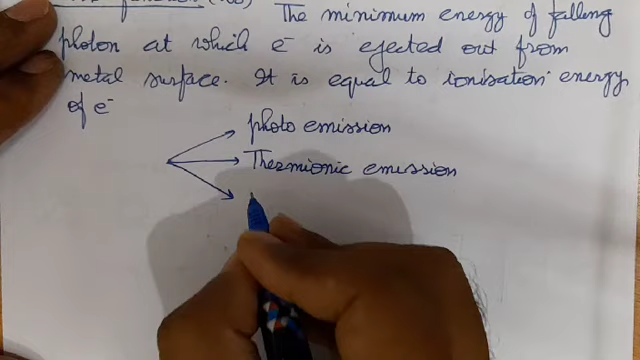 The minimum energy of falling
photon at which e⁻ is ejected out from
metal surface. It is equal to ionisation energy
of e⁻
photo emission
Thermionic emission